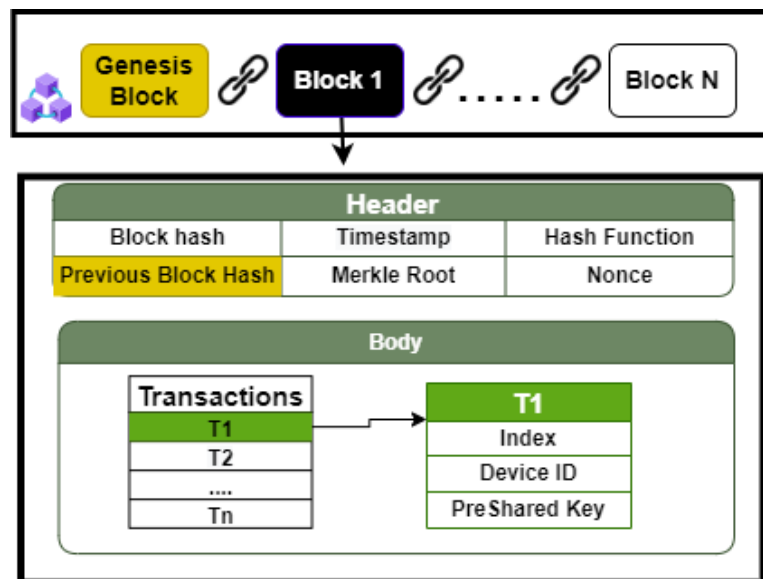 Genesis
Block
Block 1
.....
Block N
Header
Block hash
Timestamp
Hash Function
Previous Block Hash
Merkle Root
Nonce
Body
Transactions
T1
T2
....
Tn
T1
Index
Device ID
PreShared Key